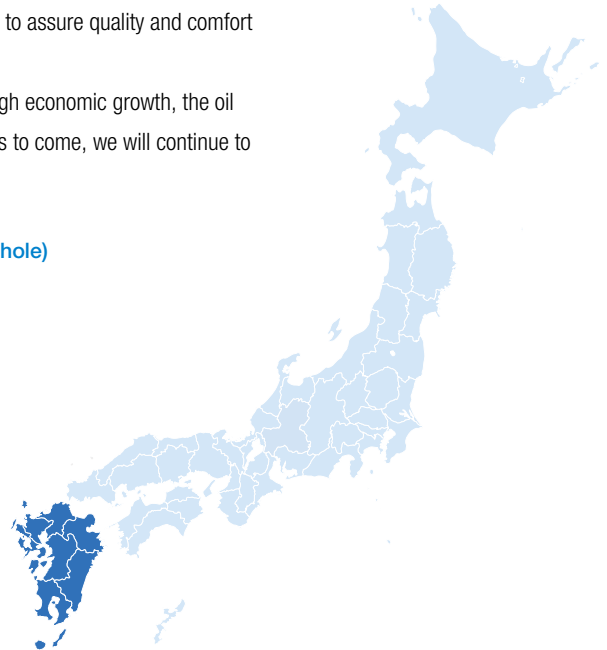 to assure quality and comfort
gh economic growth, the oil
s to come, we will continue to
hole)